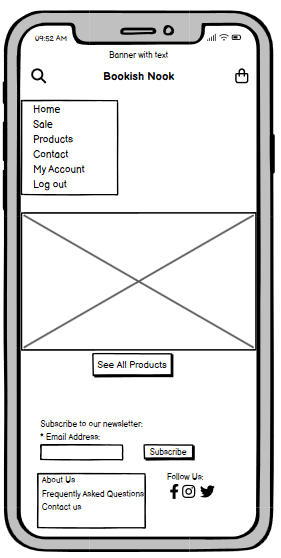 09:52 AM
Banner with text
Bookish Nook
Home
Sale
Products
Contact
My Account
Log out
See All Products
Subscribe to our newsletter:
* Email Address:
Subscribe
About Us
Frequently Asked Questions
Contact us
Follow Us: